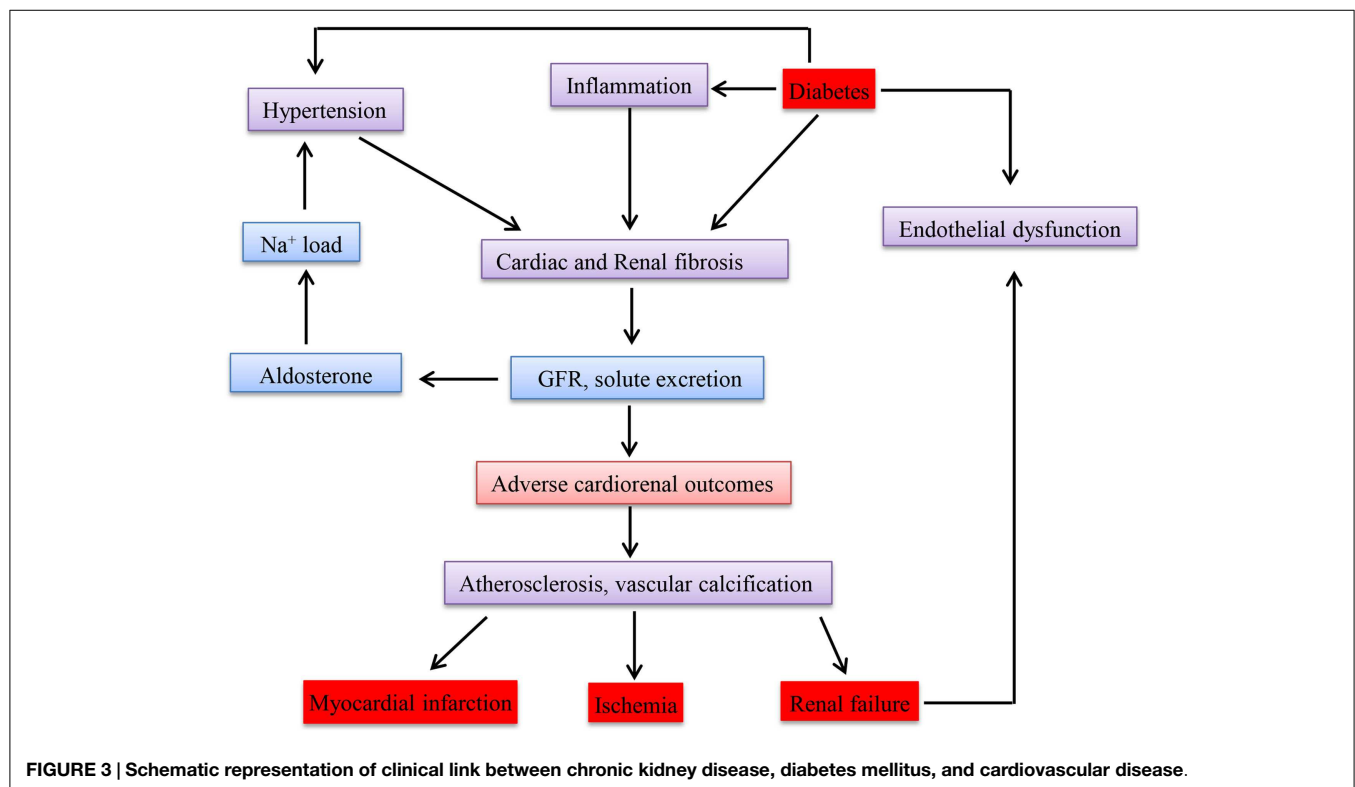 Inflammation
Diabetes
Hypertension
Endothelial dysfunction
Na⁺ load
Cardiac and Renal fibrosis
Aldosterone
GFR, solute excretion
Adverse cardiorenal outcomes
Atherosclerosis, vascular calcification
Myocardial infarction
Ischemia
Renal failure
FIGURE 3 | Schematic representation of clinical link between chronic kidney disease, diabetes mellitus, and cardiovascular disease.